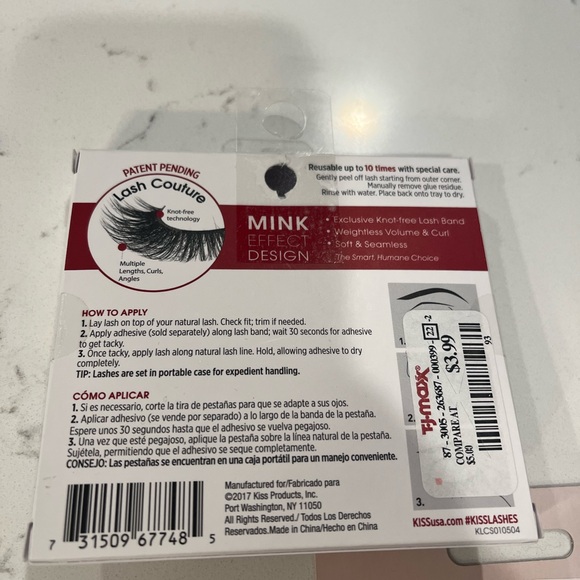 PATENT PENDING
Lash Couture
Knot-free
technology
Multiple
Lengths, Curls,
Angles
Reusable up to 10 times with special care.
Gently peel off lash starting from outer corner.
Manually remove glue residue.
Rinse with water. Place back onto tray to dry.
MINK
EFFECT
DESIGN
• Exclusive Knot-free Lash Band
• Weightless Volume & Curl
• Soft & Seamless
The Smart, Humane Choice
HOW TO APPLY
1. Lay lash on top of your natural lash. Check fit; trim if needed.
2. Apply adhesive (sold separately) along lash band; wait 30 seconds for adhesive
to get tacky.
3. Once tacky, apply lash along natural lash line. Hold, allowing adhesive to dry
completely.
TIP: Lashes are set in portable case for expedient handling.
CÓMO APLICAR
1. Si es necesario, corte la tira de pestañas para que se adapte a sus ojos.
2. Aplicar adhesivo (se vende por separado) a lo largo de la banda de la pestaña.
Espere unos 30 segundos hasta que el adhesivo se vuelva pegajoso.
3. Una vez que esté pegajoso, aplique la pestaña sobre la línea natural de la pestaña.
Sujétela, permitiendo que el adhesivo se seque completamente.
CONSEJO: Las pestañas se encuentran en una caja portátil para un manejo conveniente.
1.
2.
3.
T·J·maxx
87 - 3005 - 263687 - 000399 - 22 -2
$3.99
COMPARE AT
$5.00
93
7 31509 67748 5
Manufactured for/Fabricado para
©2017 Kiss Products, Inc.
Port Washington, NY 11050
All Rights Reserved./ Todos Los Derechos
Reservados.Made in China/Hecho en China
KISSusa.com #KISSLASHES
KLCS010504